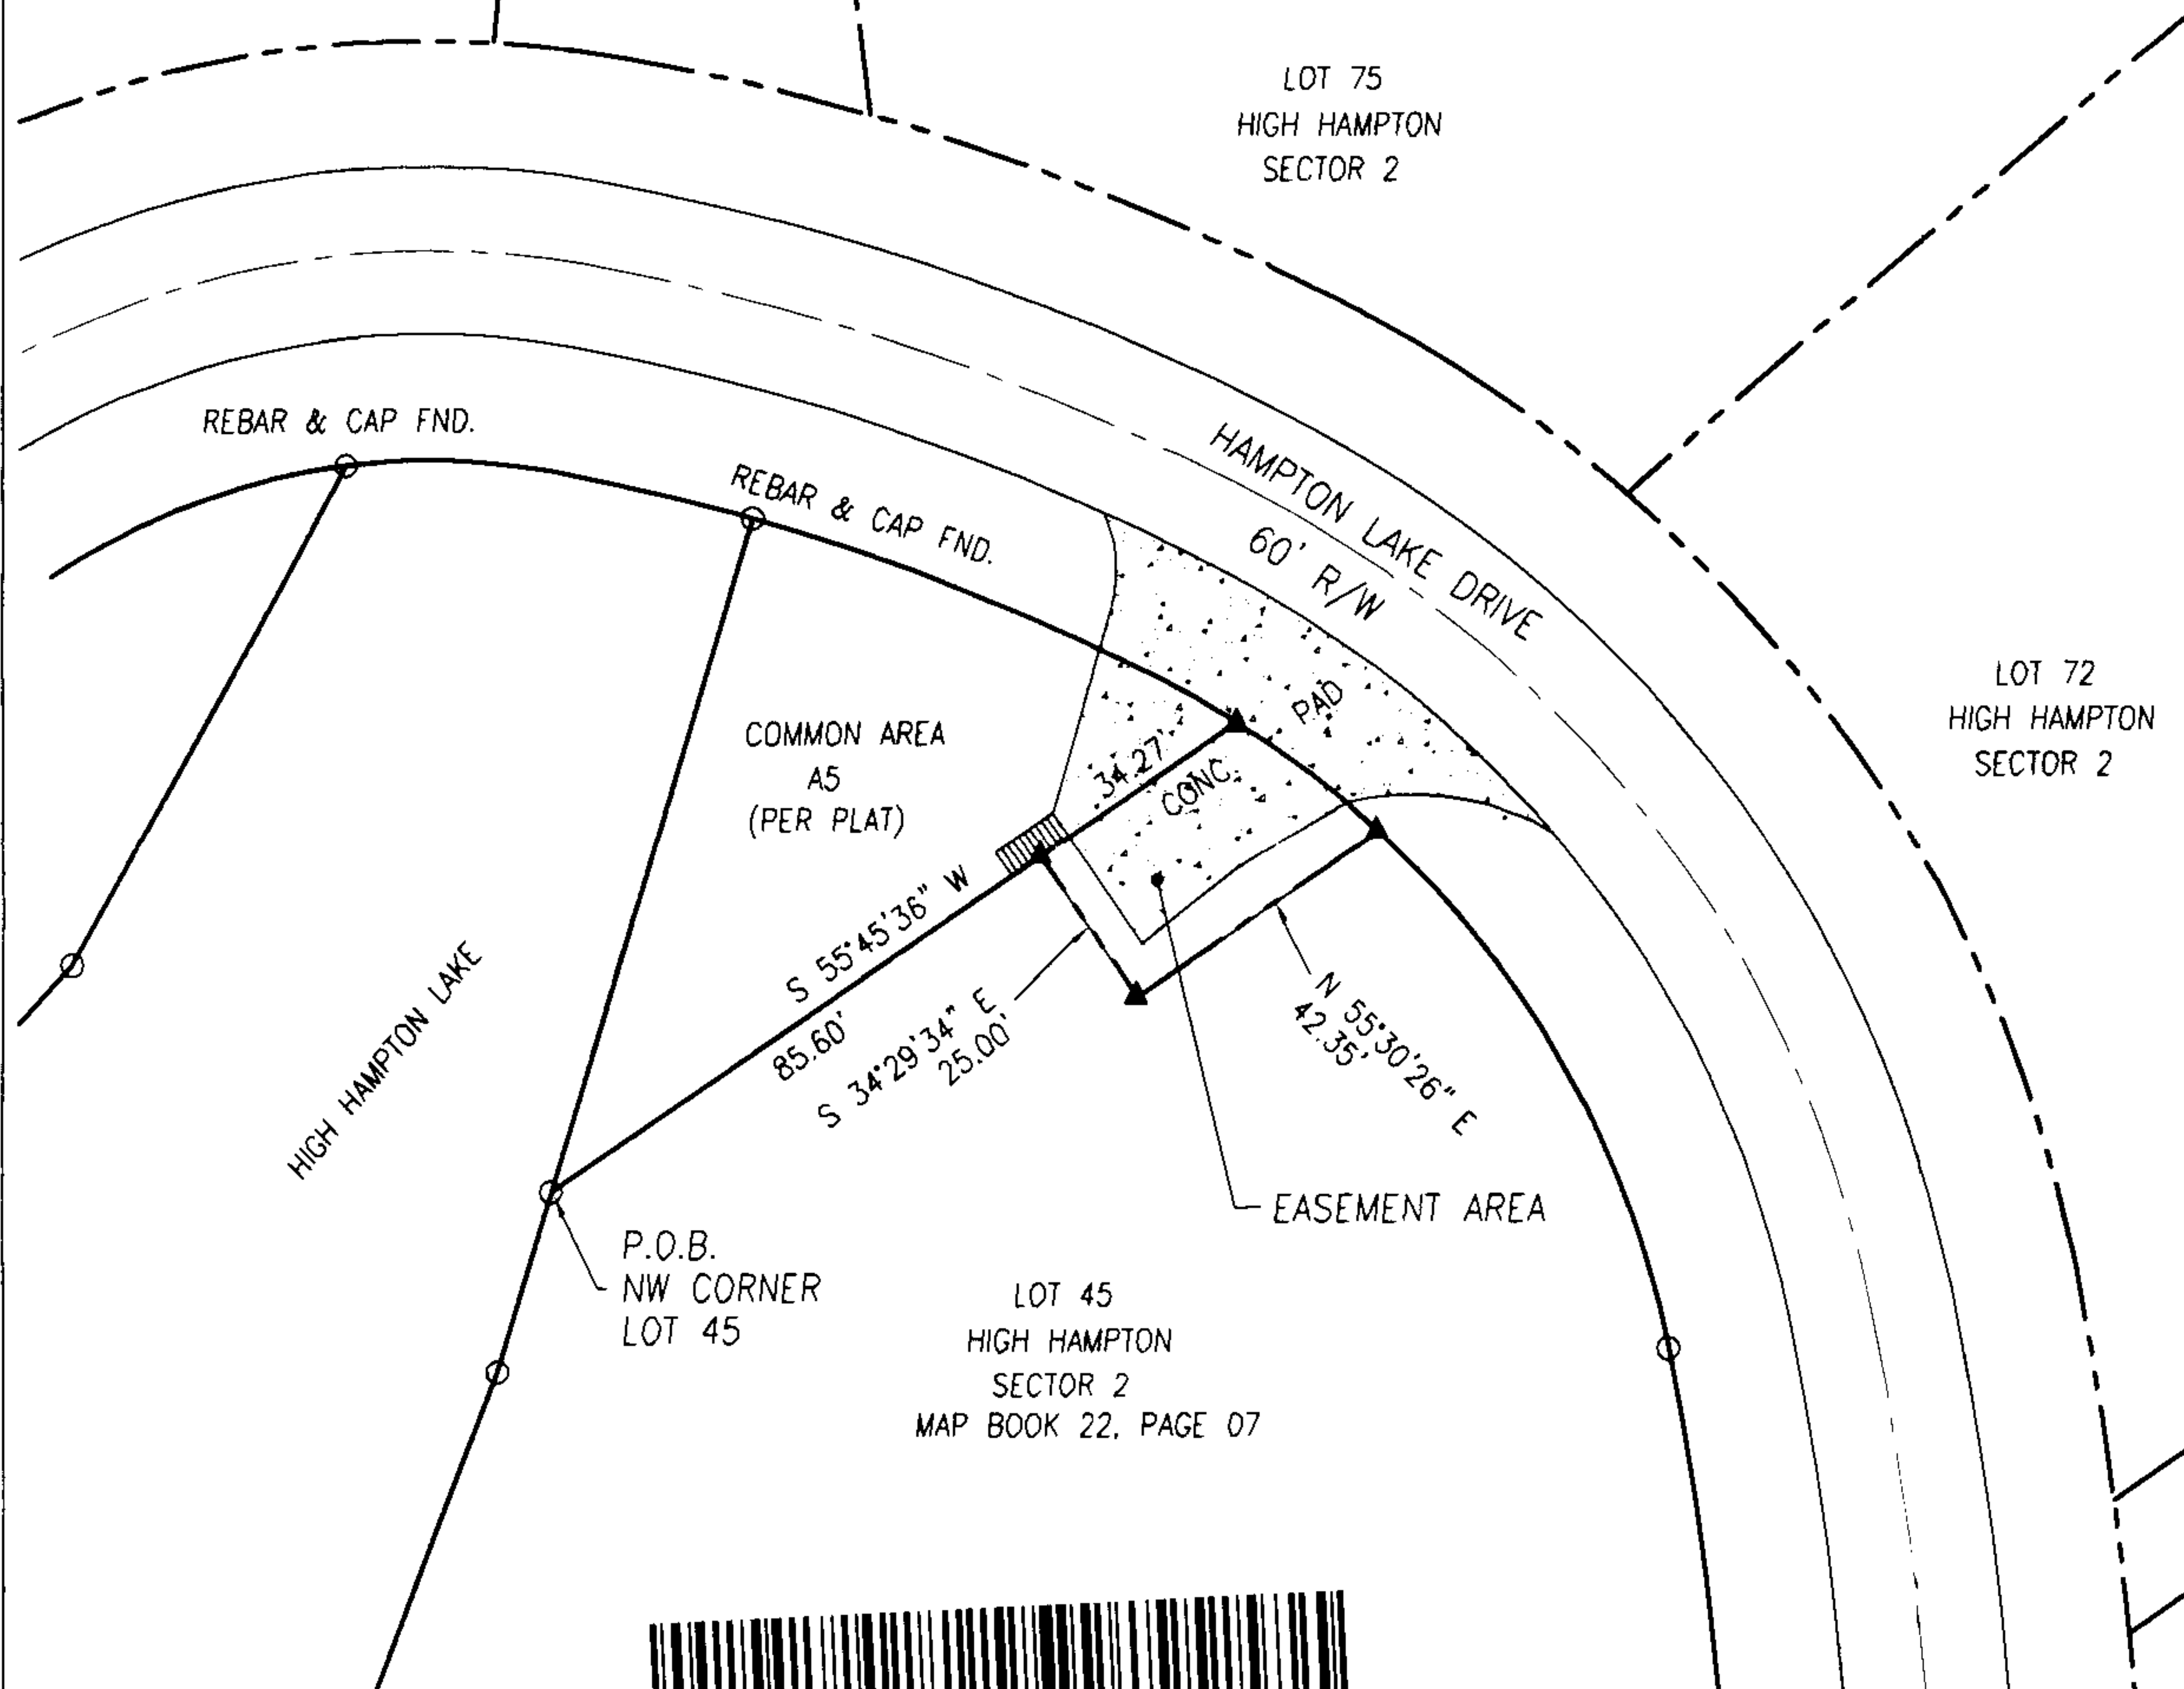 LOT 75
HIGH HAMPTON
SECTOR 2
REBAR & CAP FND.
REBAR & CAP FND.
HAMPTON LAKE DRIVE
60' R/W
LOT 72
HIGH HAMPTON
SECTOR 2
COMMON AREA
A5
(PER PLAT)
PAD
34.27'
CONC.
S 55°45'36" W
85.60'
S 34°29'34" E
25.00'
N 55°30'26" E
42.35'
HIGH HAMPTON LAKE
EASEMENT AREA
P.O.B.
NW CORNER
LOT 45
LOT 45
HIGH HAMPTON
SECTOR 2
MAP BOOK 22, PAGE 07